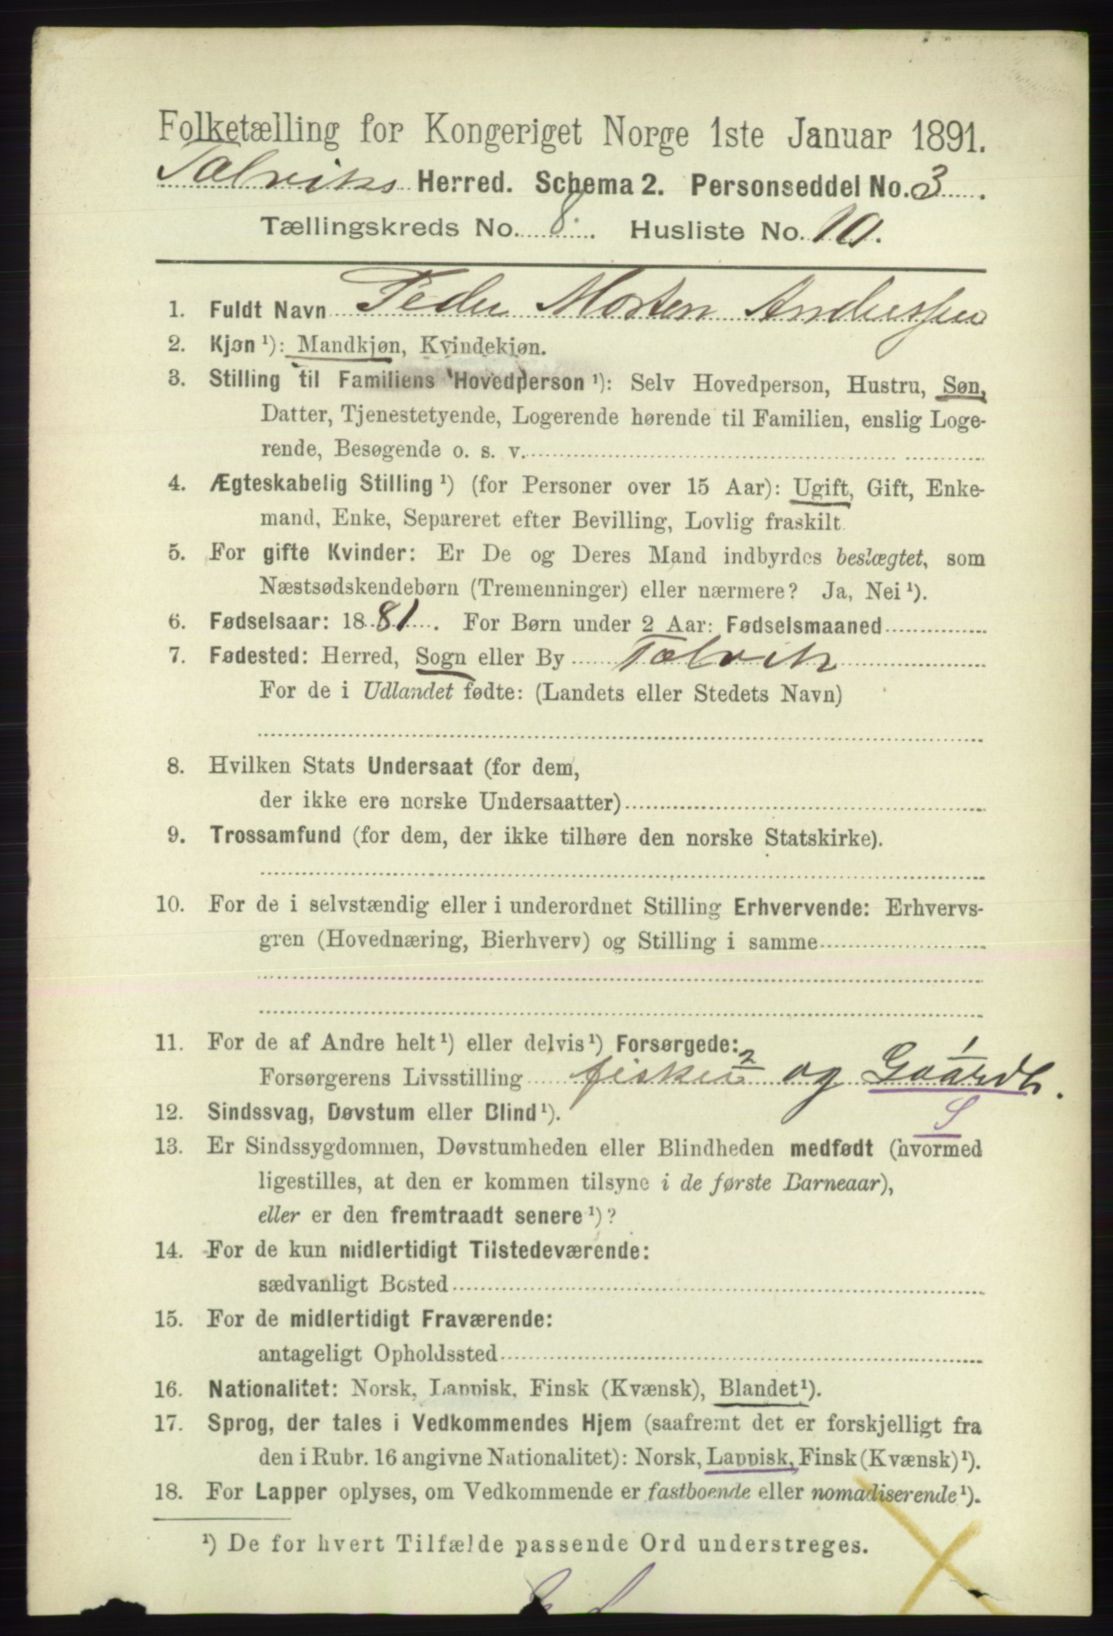 Folketælling for Kongeriget Norge 1ste Januar 1891.
Talviks Herred. Schema 2. Personseddel No. 3.
Tællingskreds No. 8. Husliste No. 10.
1. Fuldt Navn Peder Morten Anderssen
2. Kjøn¹): Mandkjøn, Kvindekjøn.
3. Stilling til Familiens Hovedperson¹): Selv Hovedperson, Hustru, Søn,
Datter, Tjenestetyende, Logerende hørende til Familien, enslig Loge-
rende, Besøgende o. s. v.
4. Ægteskabelig Stilling¹) (for Personer over 15 Aar): Ugift, Gift, Enke-
mand, Enke, Separeret efter Bevilling, Lovlig fraskilt
5. For gifte Kvinder: Er De og Deres Mand indbyrdes beslægtet, som
Næstsødskendebørn (Tremenninger) eller nærmere? Ja, Nei¹).
6. Fødselsaar: 1881. For Børn under 2 Aar: Fødselsmaaned
7. Fødested: Herred, Sogn eller By Talvik
For de i Udlandet fødte: (Landets eller Stedets Navn)
8. Hvilken Stats Undersaat (for dem,
der ikke ere norske Undersaatter)
9. Trossamfund (for dem, der ikke tilhøre den norske Statskirke).
10. For de i selvstændig eller i underordnet Stilling Erhvervende: Erhvervs-
gren (Hovednæring, Bierhverv) og Stilling i samme
11. For de af Andre helt¹) eller delvis¹) Forsørgede:
Forsørgerens Livsstilling fisker 2 og Gaardb. 1
S
12. Sindssvag, Døvstum eller Blind¹).
13. Er Sindssygdommen, Døvstumheden eller Blindheden medfødt (hvormed
ligestilles, at den er kommen tilsyne i de første Barneaar),
eller er den fremtraadt senere¹)?
14. For de kun midlertidigt Tilstedeværende:
sædvanligt Bosted
15. For de midlertidigt Fraværende:
antageligt Opholdssted
16. Nationalitet: Norsk, Lappisk, Finsk (Kvænsk), Blandet¹).
17. Sprog, der tales i Vedkommendes Hjem (saafremt det er forskjelligt fra
den i Rubr. 16 angivne Nationalitet): Norsk, Lappisk, Finsk (Kvænsk)¹).
18. For Lapper oplyses, om Vedkommende er fastboende eller nomadiserende¹).
¹) De for hvert Tilfælde passende Ord understreges.